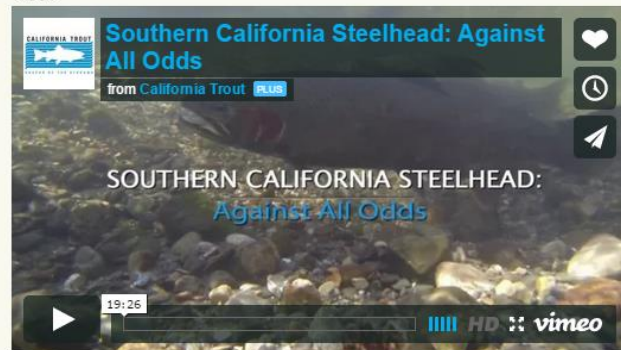 CALIFORNIA TROUT
Southern California Steelhead: Against
All Odds
from California Trout PLUS
SOUTHERN CALIFORNIA STEELHEAD:
Against All Odds
19:26
HD vimeo